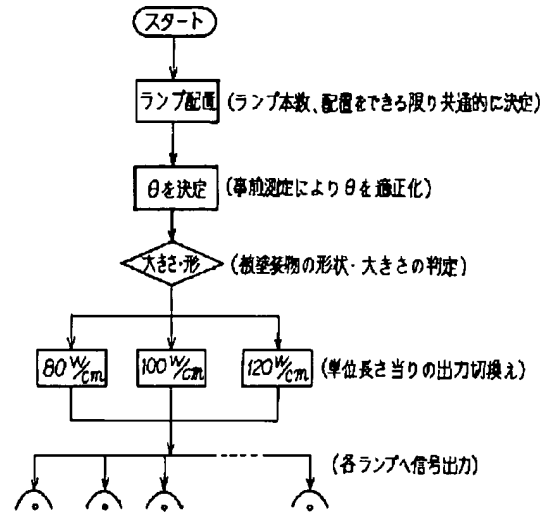 スタート
ランプ配置 (ランプ本数、配置をできる限り共通的に決定)
θを決定 (事前認定によりθを適正化)
大きさ・形 (被塗装物の形状・大きさの判定)
80W/cm 100W/cm 120W/cm (単位長さ当りの出力切換え)
(各ランプへ信号出力)